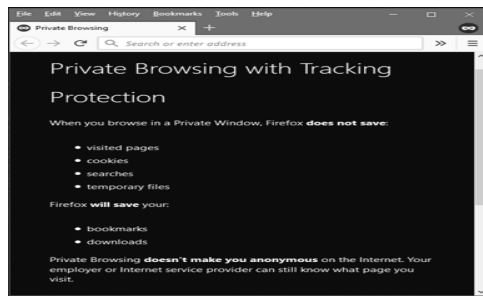 File Edit View History Bookmarks Tools Help
Private Browsing
Search or enter address
Private Browsing with Tracking
Protection
When you browse in a Private Window, Firefox does not save:
• visited pages
• cookies
• searches
• temporary files
Firefox will save your:
• bookmarks
• downloads
Private Browsing doesn't make you anonymous on the Internet. Your
employer or Internet service provider can still know what page you
visit.